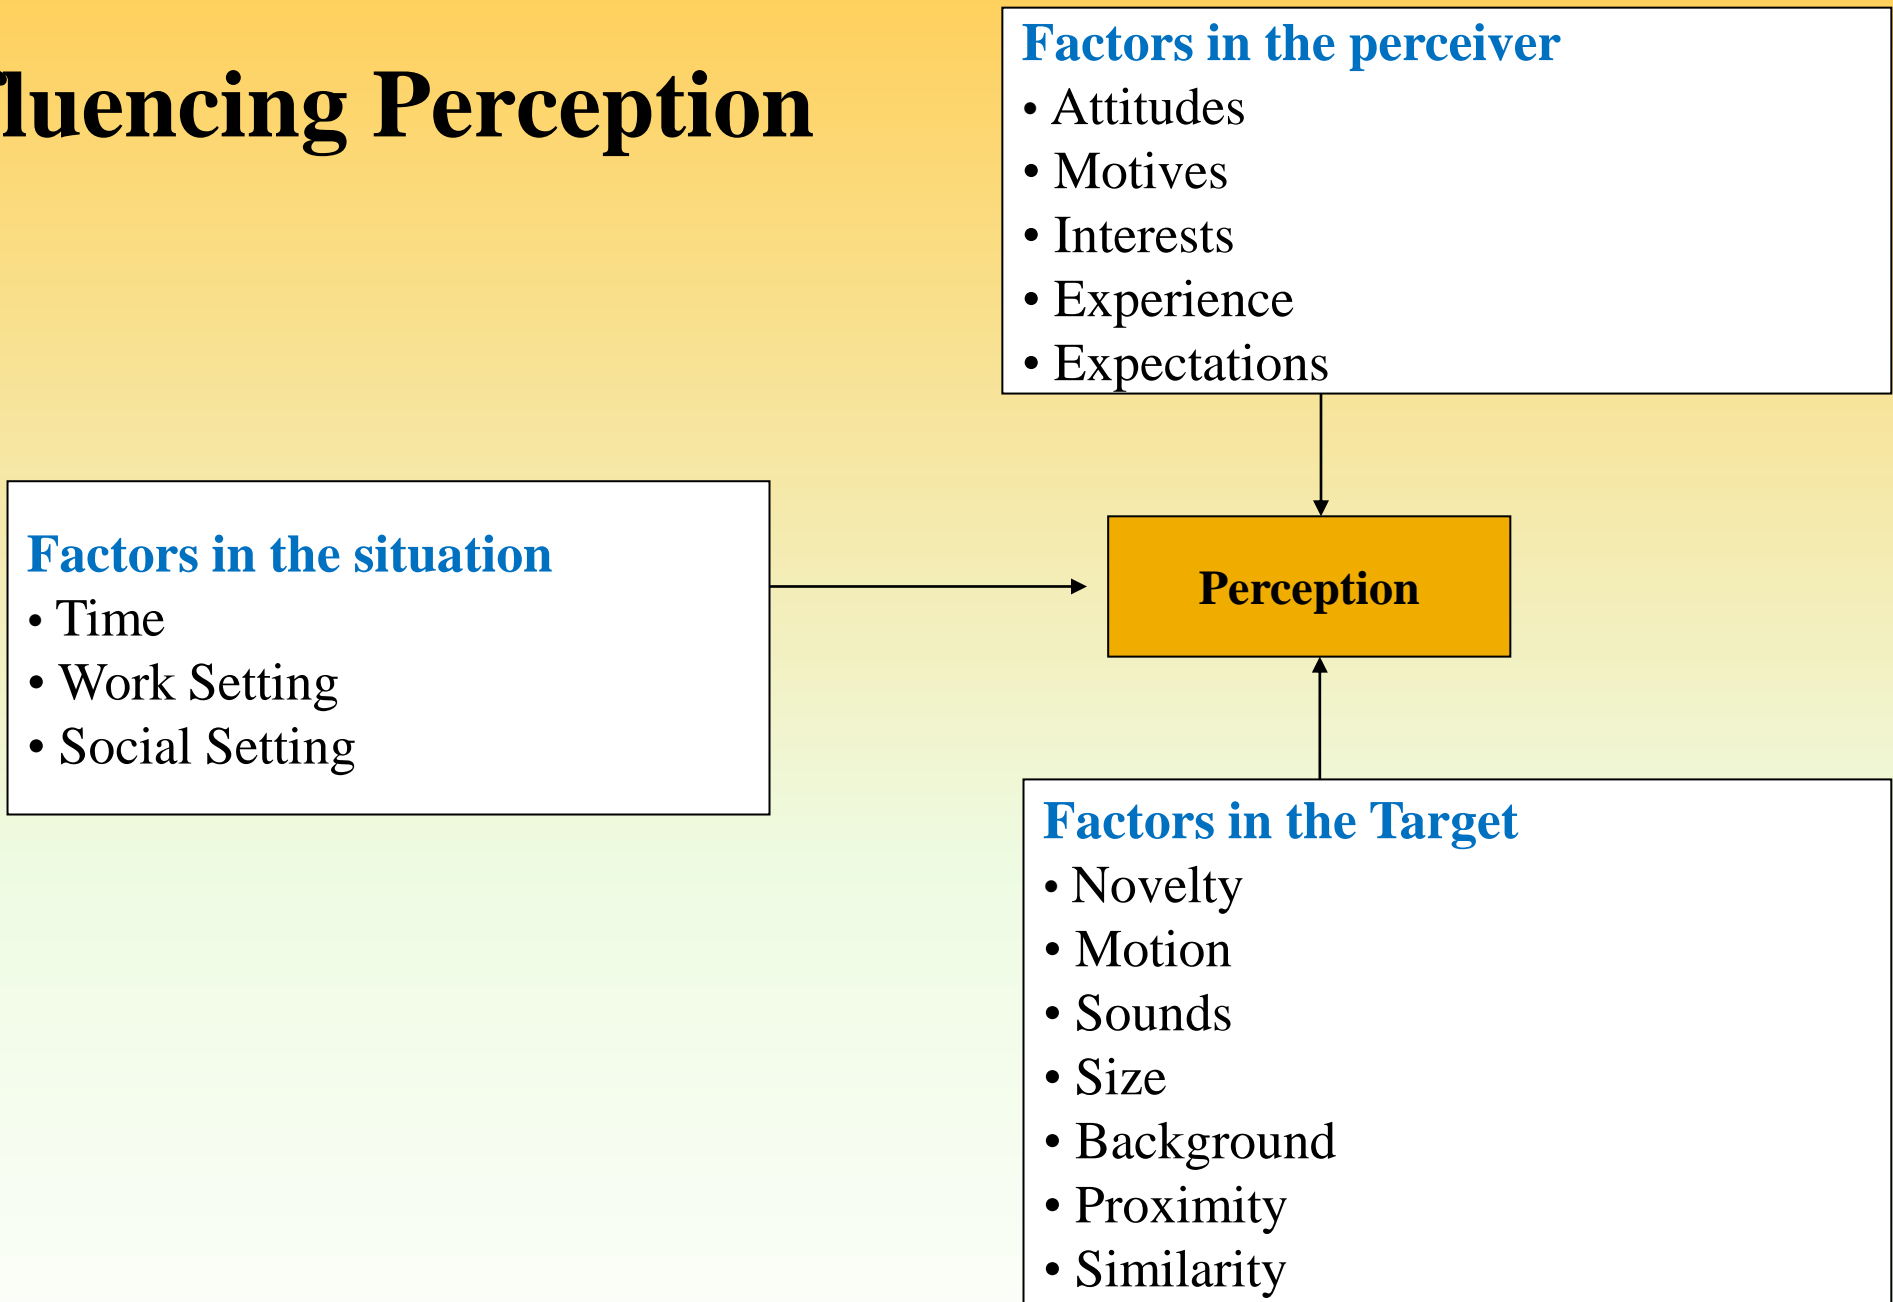 fluencing Perception
Factors in the perceiver
• Attitudes
• Motives
• Interests
• Experience
• Expectations
Factors in the situation
• Time
• Work Setting
• Social Setting
Perception
Factors in the Target
• Novelty
• Motion
• Sounds
• Size
• Background
• Proximity
• Similarity